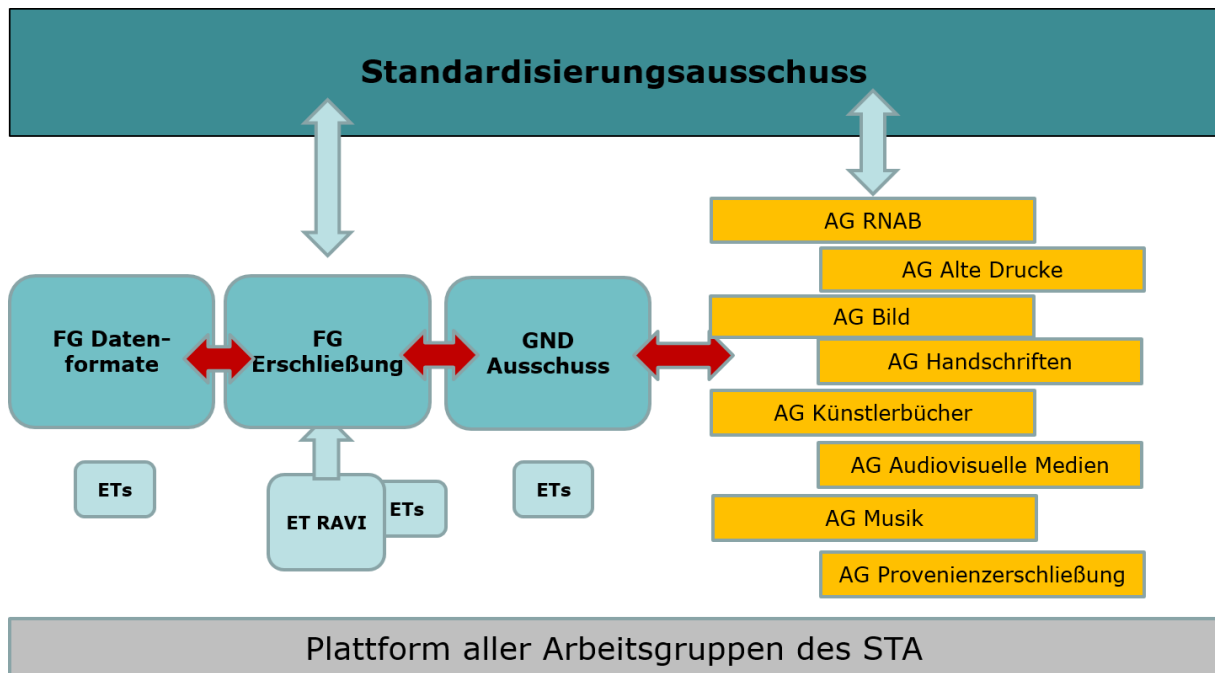 Standardisierungsausschuss
FG Daten-
formate
FG
Erschließung
GND
Ausschuss
ETs
ET RAVI
ETs
ETs
AG RNAB
AG Alte Drucke
AG Bild
AG Handschriften
AG Künstlerbücher
AG Audiovisuelle Medien
AG Musik
AG Provenienzerschließung
Plattform aller Arbeitsgruppen des STA